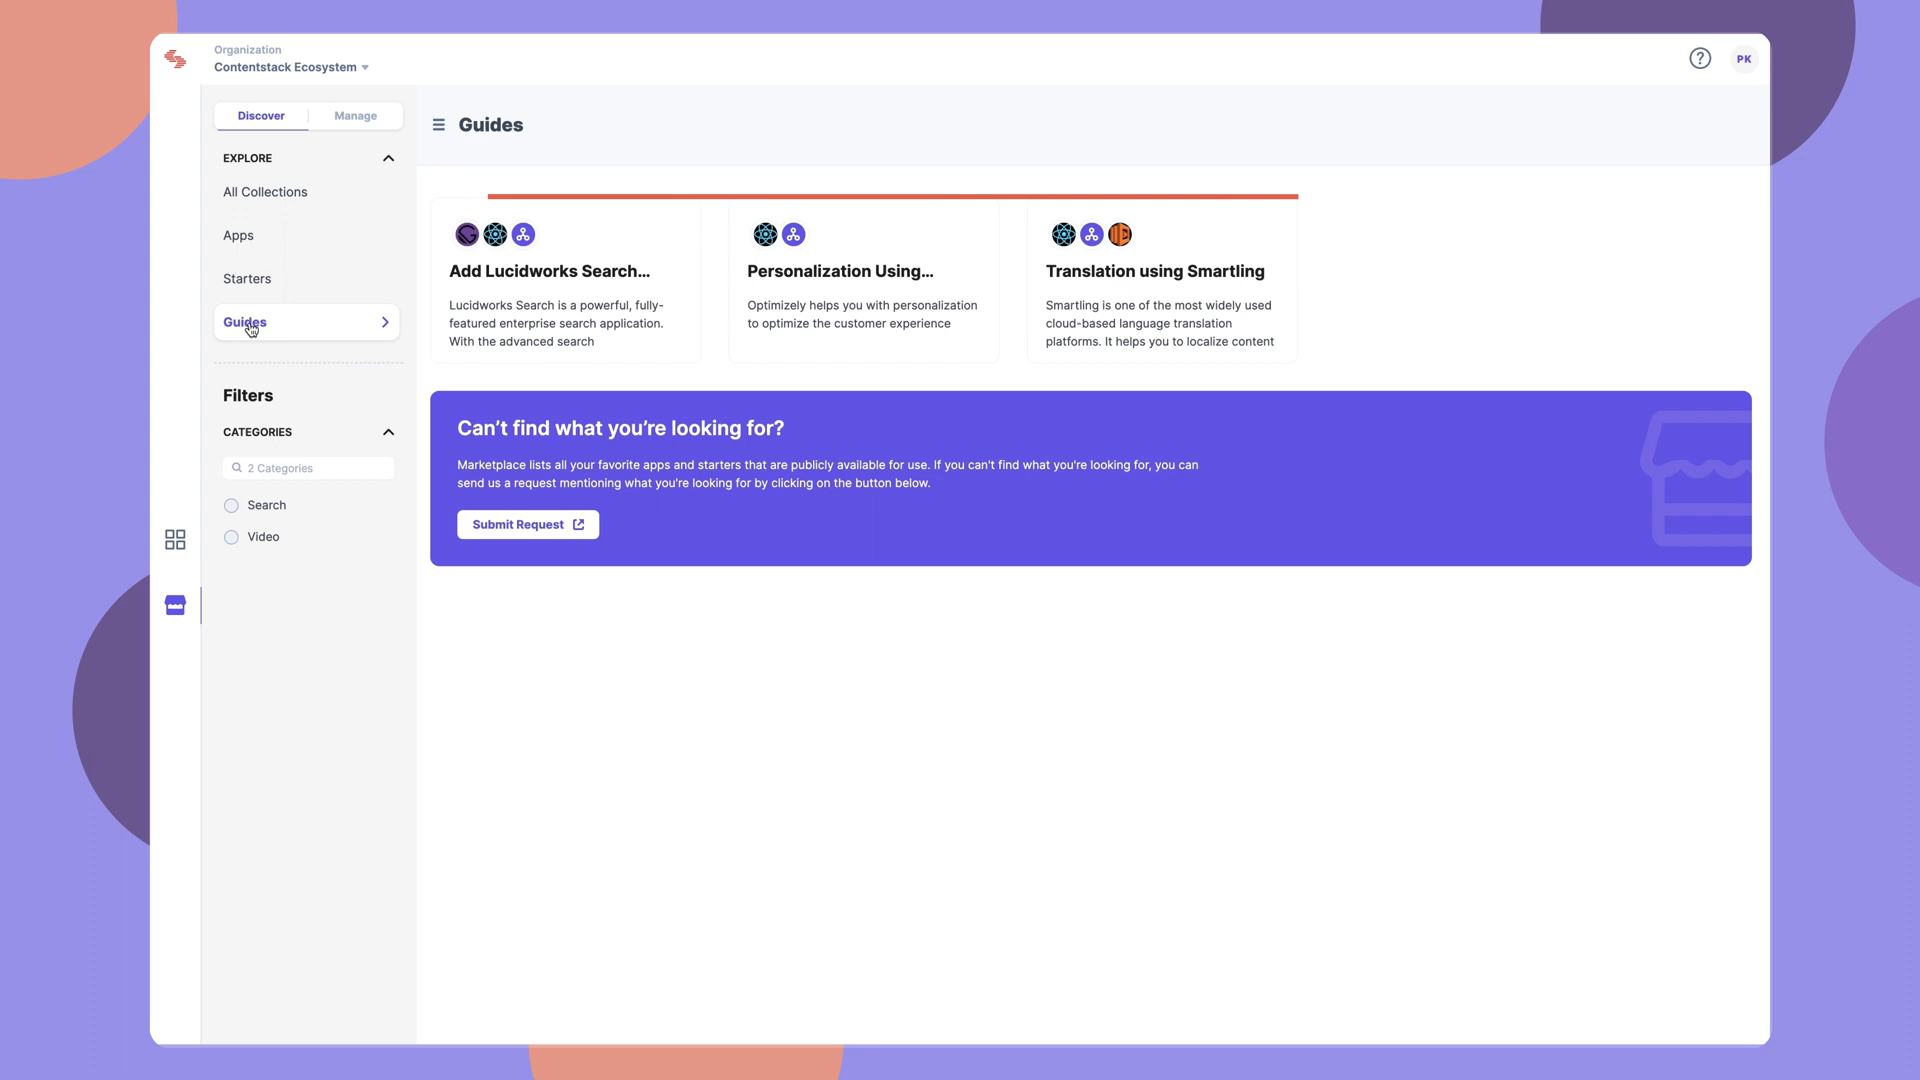 Organization
Contentstack Ecosystem
PK
Discover
Manage
EXPLORE
All Collections
Apps
Starters
Guides
Filters
CATEGORIES
2 Categories
Search
Video
Guides
Add Lucidworks Search...
Lucidworks Search is a powerful, fully-
featured enterprise search application.
With the advanced search
Personalization Using...
Optimizely helps you with personalization
to optimize the customer experience
Translation using Smartling
Smartling is one of the most widely used
cloud-based language translation
platforms. It helps you to localize content
Can’t find what you’re looking for?
Marketplace lists all your favorite apps and starters that are publicly available for use. If you can't find what you're looking for, you can
send us a request mentioning what you're looking for by clicking on the button below.
Submit Request